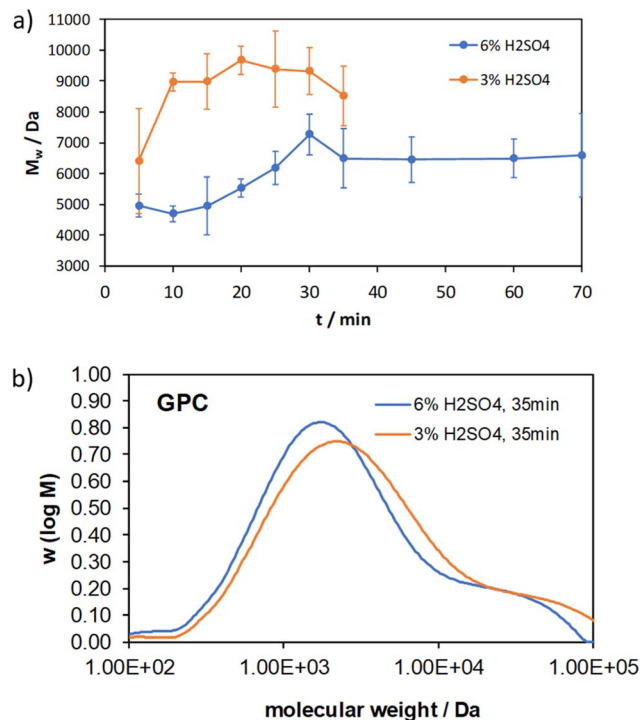 a)
11000
10000
9000
8000
7000
6000
5000
4000
3000
Mw / Da
6% H2SO4
3% H2SO4
0 10 20 30 40 50 60 70
t / min
b)
1.00
0.90
0.80
0.70
0.60
0.50
0.40
0.30
0.20
0.10
0.00
w (log M)
GPC
6% H2SO4, 35min
3% H2SO4, 35min
1.00E+02 1.00E+03 1.00E+04 1.00E+05
molecular weight / Da